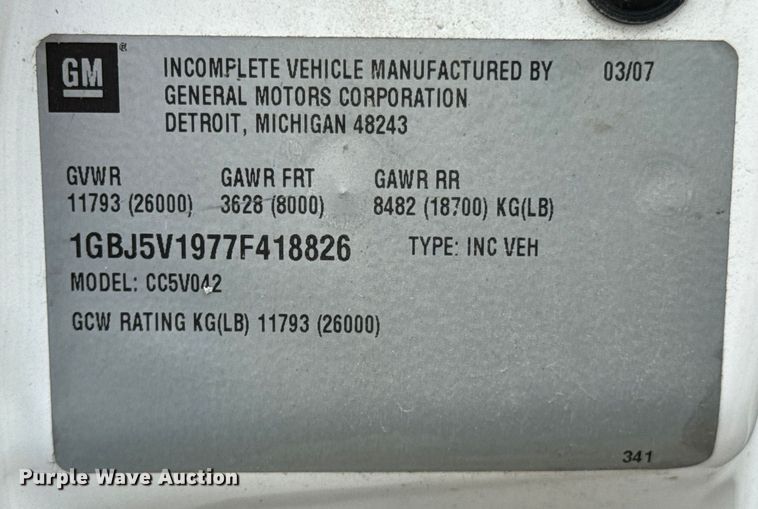 GM ®
INCOMPLETE VEHICLE MANUFACTURED BY 03/07
GENERAL MOTORS CORPORATION
DETROIT, MICHIGAN 48243
GVWR GAWR FRT GAWR RR
11793 (26000) 3628 (8000) 8482 (18700) KG(LB)
1GBJ5V1977F418826 TYPE: INC VEH
MODEL: CC5V042
GCW RATING KG(LB) 11793 (26000)
341
Purple Wave Auction